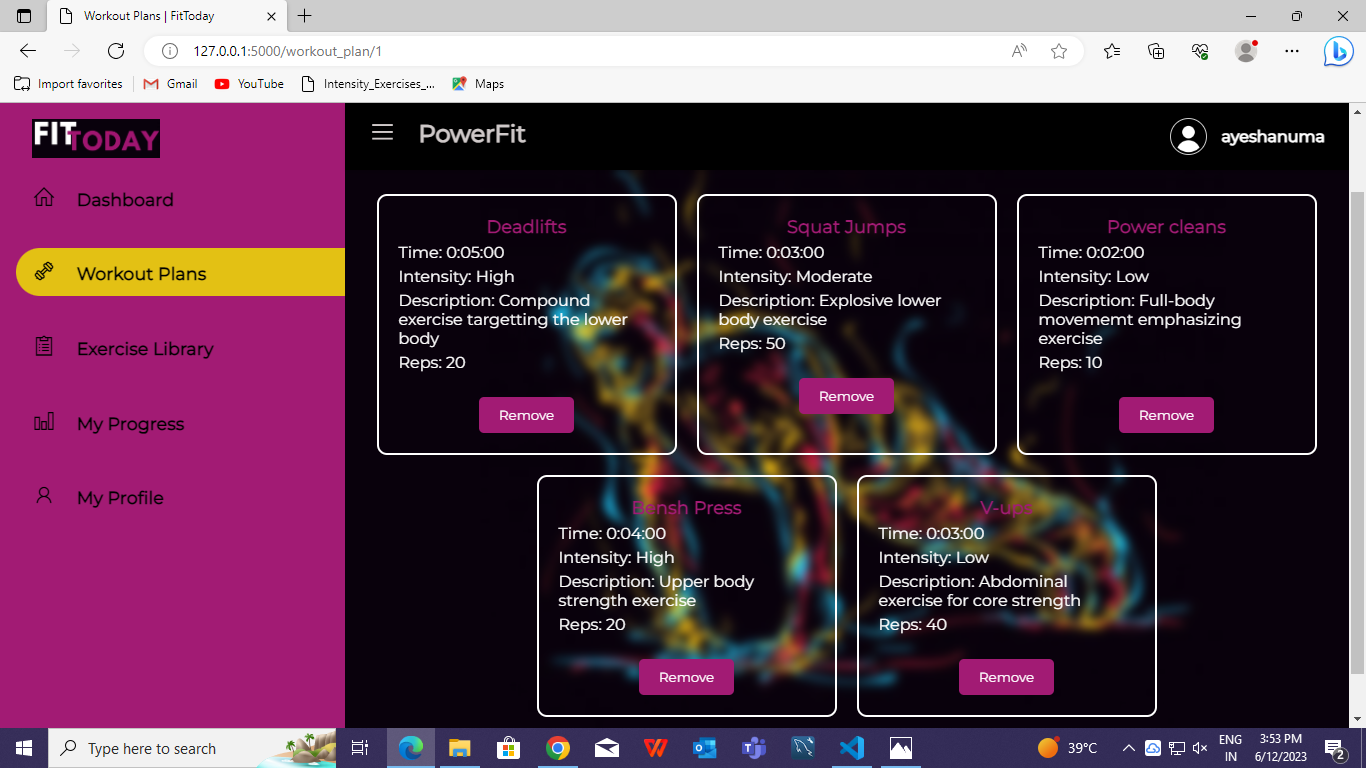 Workout Plans | FitToday
127.0.0.1:5000/workout_plan/1
Import favorites
Gmail
YouTube
Intensity_Exercises_...
Maps
FITTODAY
Dashboard
Workout Plans
Exercise Library
My Progress
My Profile
PowerFit
ayeshanuma
Deadlifts
Time: 0:05:00
Intensity: High
Description: Compound
exercise targetting the lower
body
Reps: 20
Remove
Squat Jumps
Time: 0:03:00
Intensity: Moderate
Description: Explosive lower
body exercise
Reps: 50
Remove
Power cleans
Time: 0:02:00
Intensity: Low
Description: Full-body
movememt emphasizing
exercise
Reps: 10
Remove
Bensh Press
Time: 0:04:00
Intensity: High
Description: Upper body
strength exercise
Reps: 20
Remove
V-ups
Time: 0:03:00
Intensity: Low
Description: Abdominal
exercise for core strength
Reps: 40
Remove
Type here to search
39°C
ENG
IN
3:53 PM
6/12/2023
2